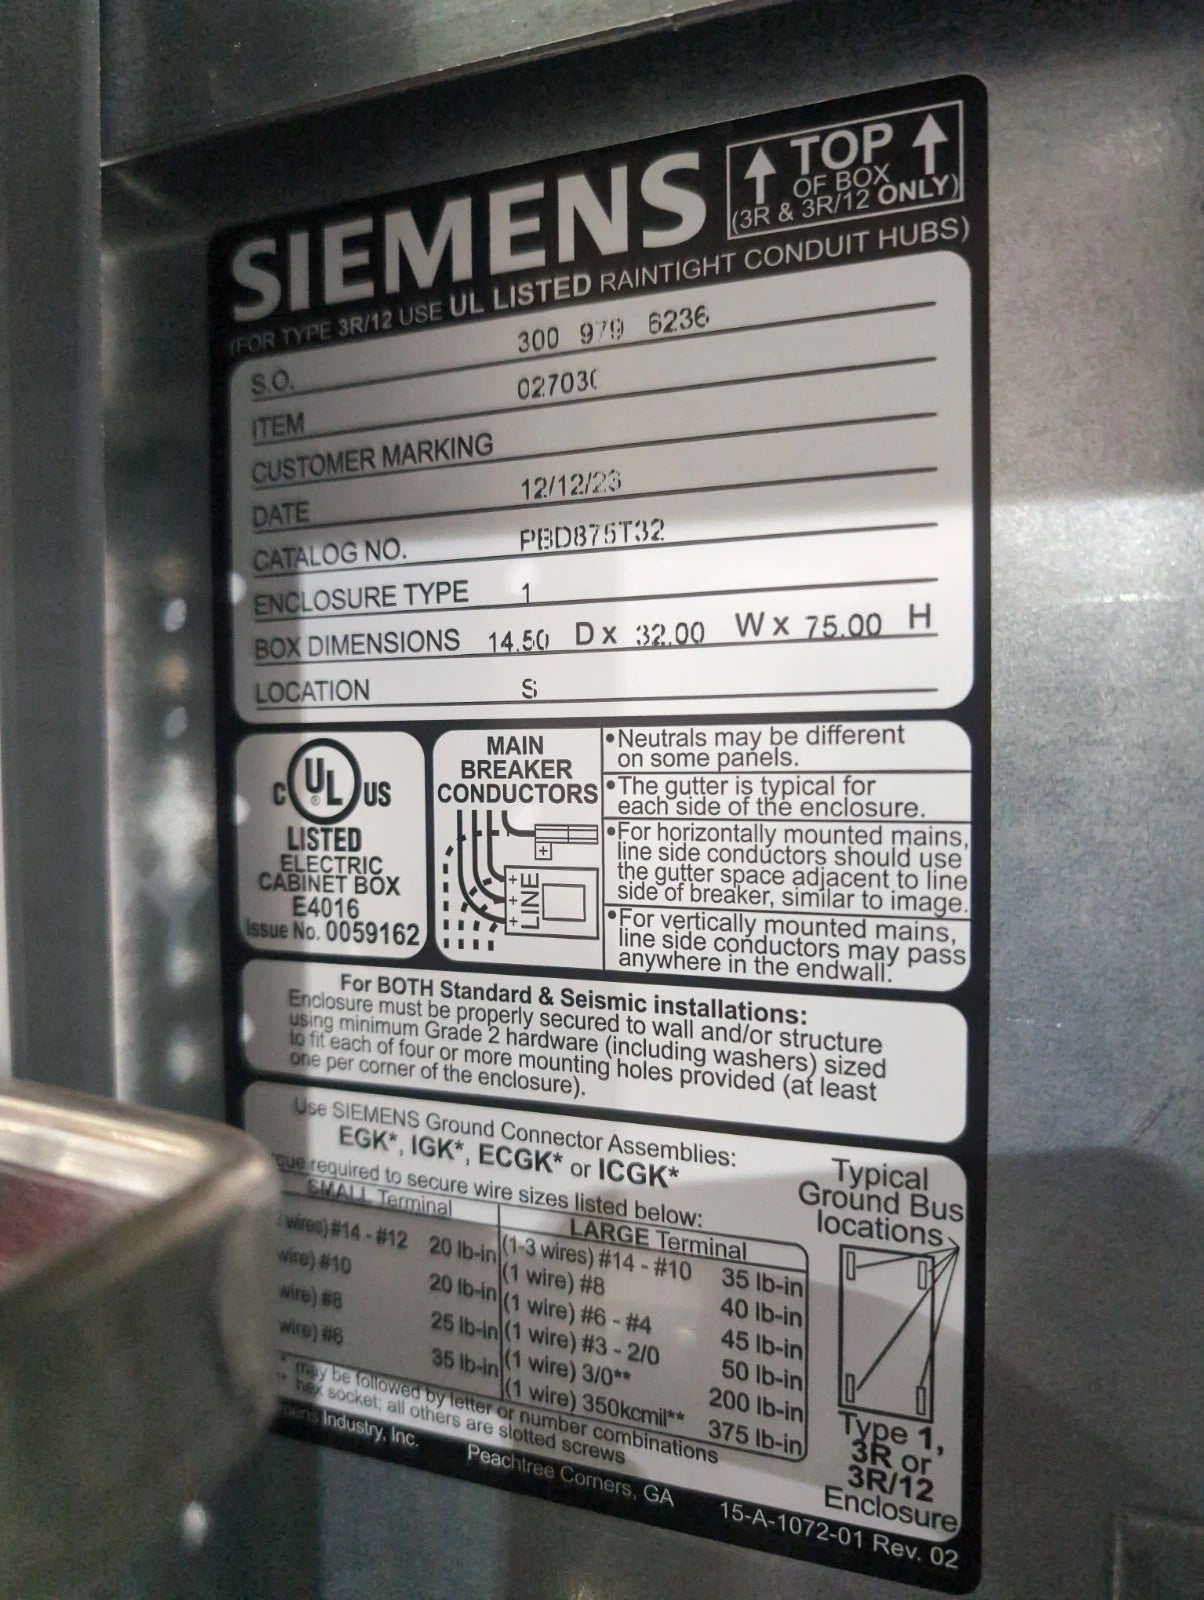 SIEMENS
TOP
OF BOX
(3R & 3R/12 ONLY)
(FOR TYPE 3R/12 USE UL LISTED RAINTIGHT CONDUIT HUBS)
S.O. 300 979 6236
ITEM 02703
CUSTOMER MARKING
DATE 12/12/23
CATALOG NO. PBD875T32
ENCLOSURE TYPE 1
BOX DIMENSIONS 14.50 D x 32.00 W x 75.00 H
LOCATION S
C UL ® US
LISTED
ELECTRIC
CABINET BOX
E4016
Issue No. 0059162
MAIN
BREAKER
CONDUCTORS
+
+
+
+
LINE
•Neutrals may be different
on some panels.
•The gutter is typical for
each side of the enclosure.
•For horizontally mounted mains,
line side conductors should use
the gutter space adjacent to line
side of breaker, similar to image.
•For vertically mounted mains,
line side conductors may pass
anywhere in the endwall.
For BOTH Standard & Seismic installations:
Enclosure must be properly secured to wall and/or structure
using minimum Grade 2 hardware (including washers) sized
to fit each of four or more mounting holes provided (at least
one per corner of the enclosure).
Use SIEMENS Ground Connector Assemblies:
EGK*, IGK*, ECGK* or ICGK*
required to secure wire sizes listed below:
SMALL Terminal
wires) #14 - #12 20 lb-in
wire) #10 20 lb-in
wire) #8 25 lb-in
wire) #6 35 lb-in
LARGE Terminal
(1-3 wires) #14 - #10 35 lb-in
(1 wire) #8 40 lb-in
(1 wire) #6 - #4 45 lb-in
(1 wire) #3 - 2/0 50 lb-in
(1 wire) 3/0** 200 lb-in
(1 wire) 350kcmil** 375 lb-in
* may be followed by letter or number combinations
hex socket; all others are slotted screws
Typical
Ground Bus
locations
Type 1,
3R or
3R/12
Enclosure
Industry, Inc. Peachtree Corners, GA 15-A-1072-01 Rev. 02